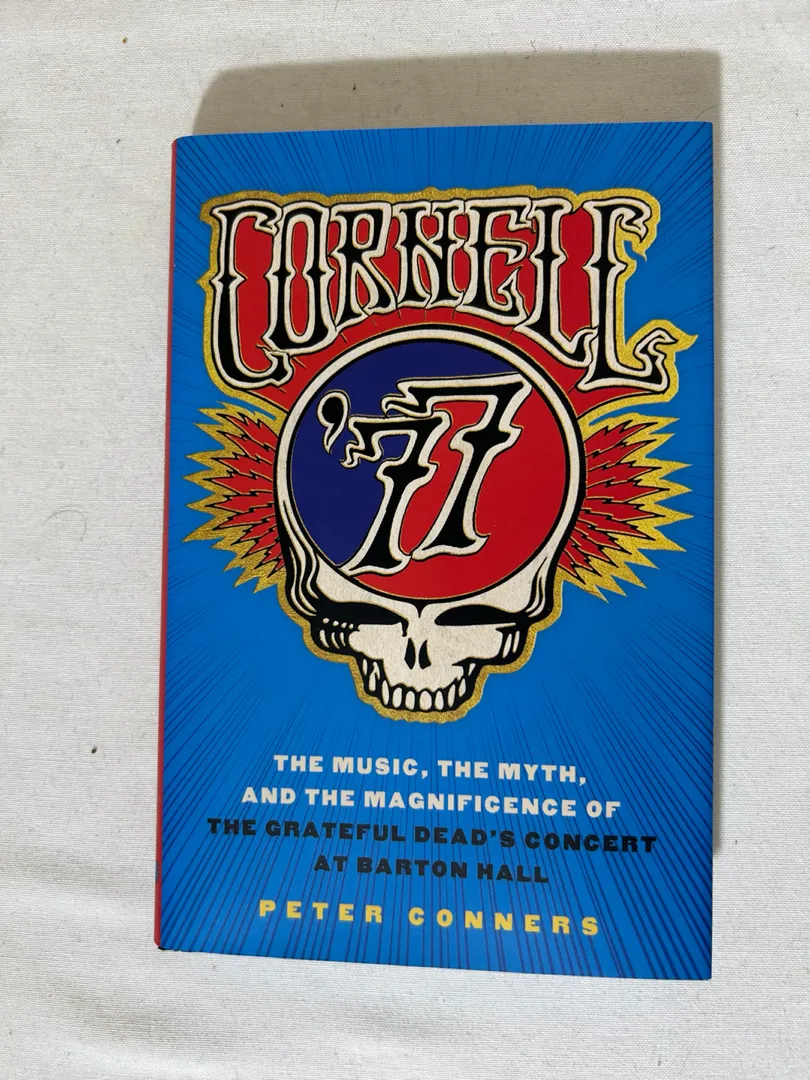 CORNELL
'77
THE MUSIC, THE MYTH,
AND THE MAGNIFICENCE OF
THE GRATEFUL DEAD'S CONCERT
AT BARTON HALL
PETER CONNERS